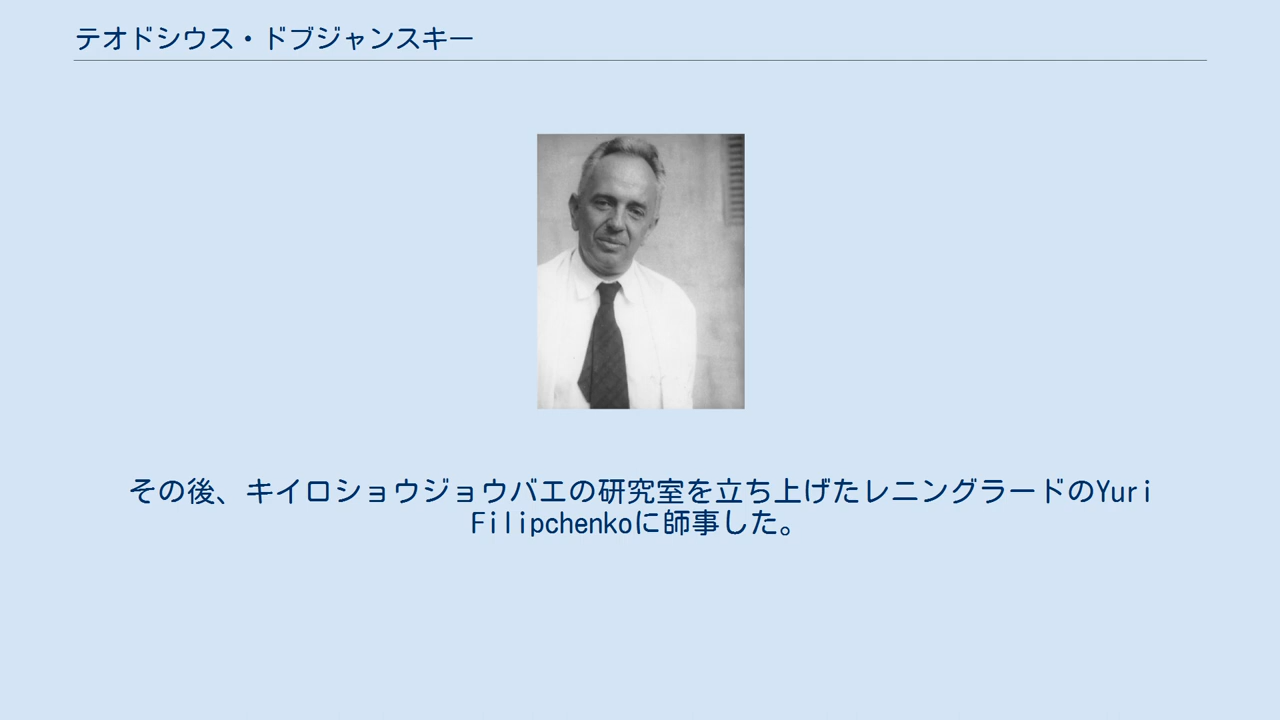 テオドシウス・ドブジャンスキー
その後、キイロショウジョウバエの研究室を立ち上げたレニングラードのYuri
Filipchenkoに師事した。